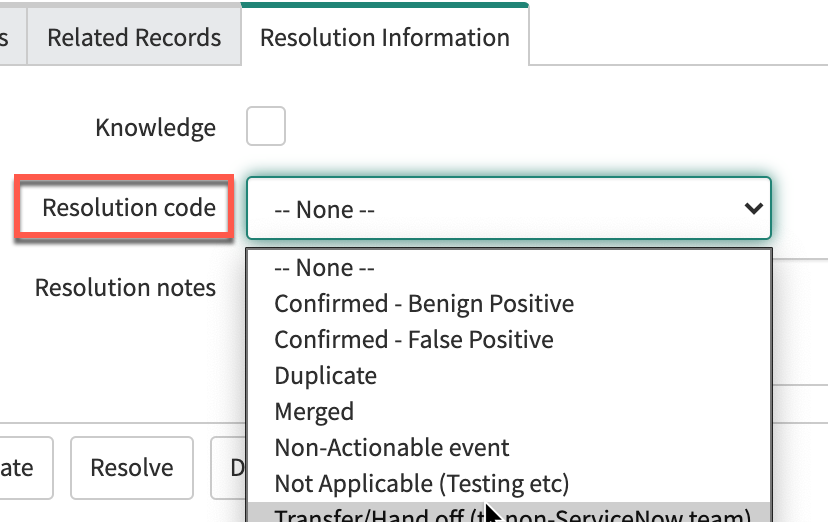 s Related Records Resolution Information
Knowledge
Resolution code -- None --
-- None --
Resolution notes
Confirmed - Benign Positive
Confirmed - False Positive
Duplicate
Merged
Non-Actionable event
ate Resolve D
Not Applicable (Testing etc)
Transfer/Hand off (t non-ServiceNow team)